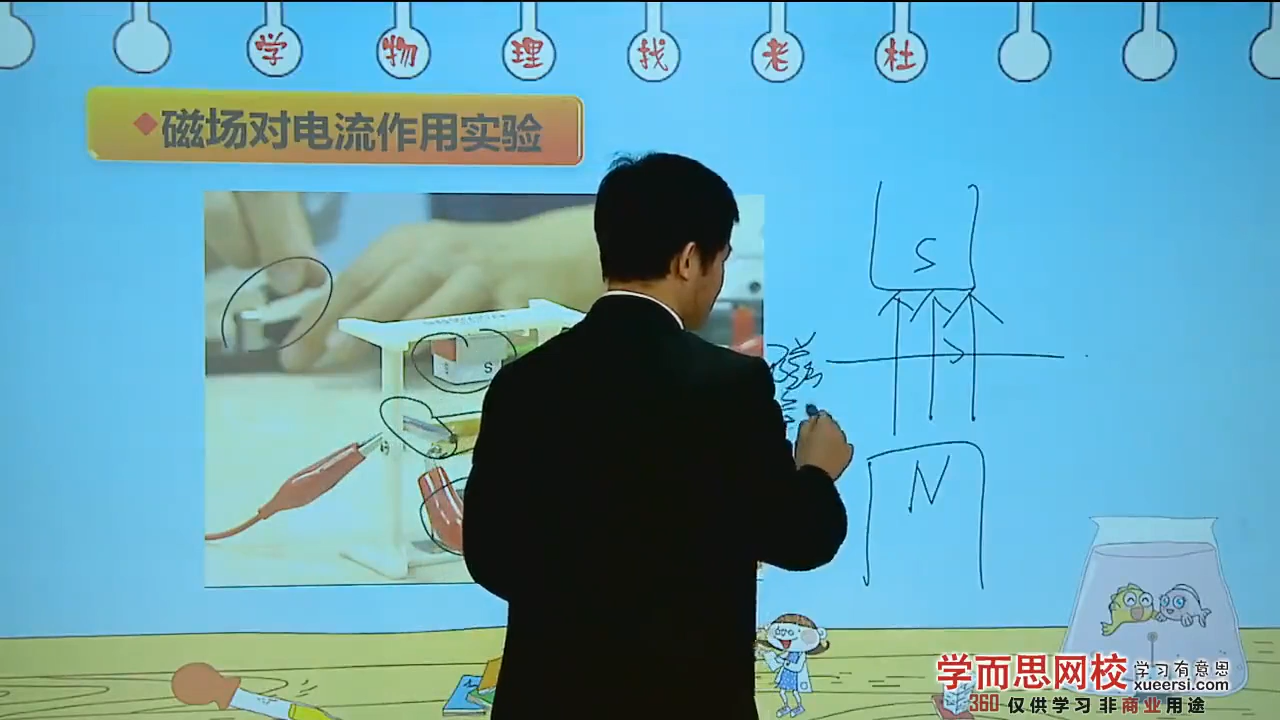 学物理找老杜
磁场对电流作用实验
S
S
磁
N
学而思网校 学习有意思
xueersi.com
360 仅供学习 非商业用途